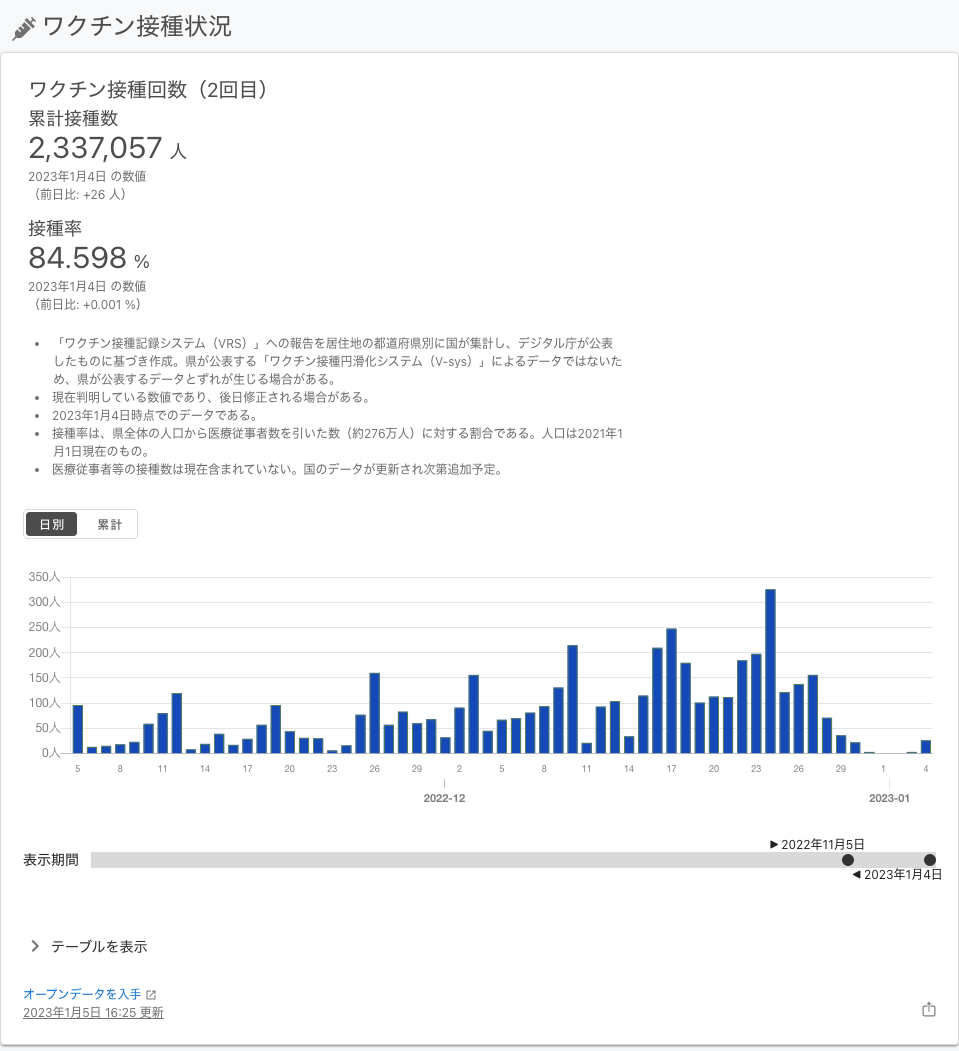 ワクチン接種状況
ワクチン接種回数（2回目）
累計接種数
2,337,057 人
2023年1月4日 の数値
（前日比: +26 人）
接種率
84.598 %
2023年1月4日 の数値
（前日比: +0.001 %）
• 「ワクチン接種記録システム（VRS）」への報告を居住地の都道府県別に国が集計し、デジタル庁が公表
したものに基づき作成。県が公表する「ワクチン接種円滑化システム（V-sys）」によるデータではないた
め、県が公表するデータとずれが生じる場合がある。
• 現在判明している数値であり、後日修正される場合がある。
• 2023年1月4日時点でのデータである。
• 接種率は、県全体の人口から医療従事者数を引いた数（約276万人）に対する割合である。人口は2021年1
月1日現在のもの。
• 医療従事者等の接種数は現在含まれていない。国のデータが更新され次第追加予定。
日別 累計
350人
300人
250人
200人
150人
100人
50人
0人
5 8 11 14 17 20 23 26 29 2 5 8 11 14 17 20 23 26 29 1 4
2022-12 2023-01
▶ 2022年11月5日
表示期間
◀ 2023年1月4日
テーブルを表示
オープンデータを入手
2023年1月5日 16:25 更新